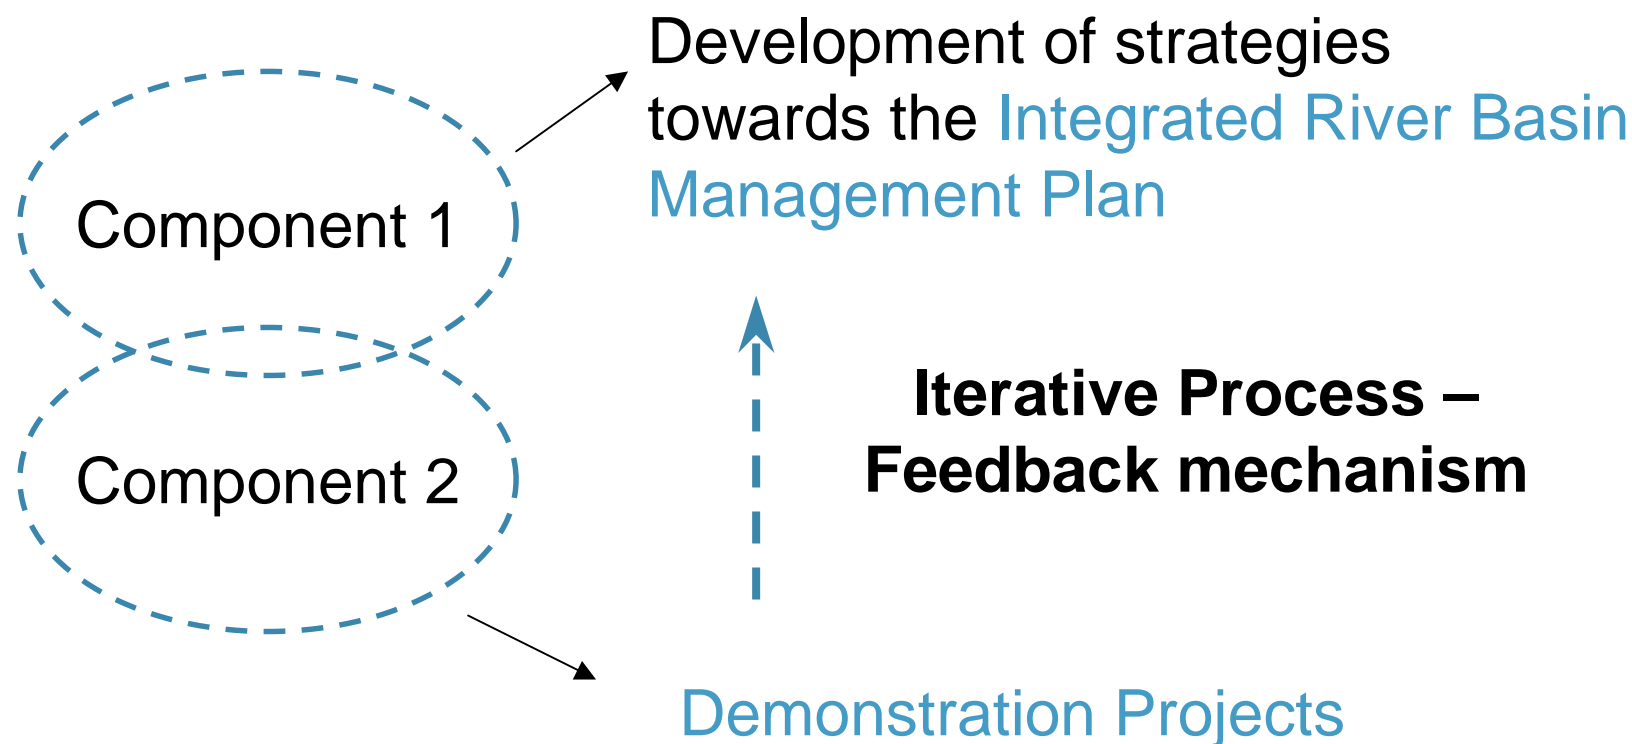 Development of strategies
towards the Integrated River Basin
Management Plan
Component 1
Iterative Process –
Feedback mechanism
Component 2
Demonstration Projects